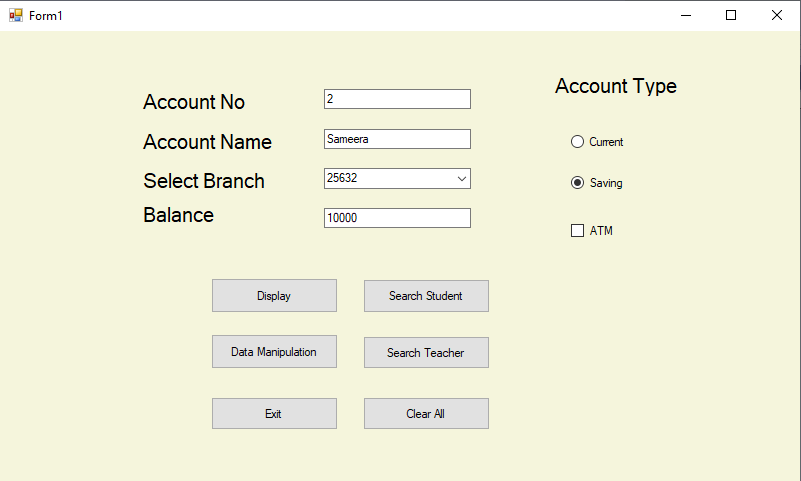 Form1
Account No 2
Account Name Sameera
Select Branch 25632
Balance 10000
Account Type
Current
Saving
ATM
Display Search Student
Data Manipulation Search Teacher
Exit Clear All